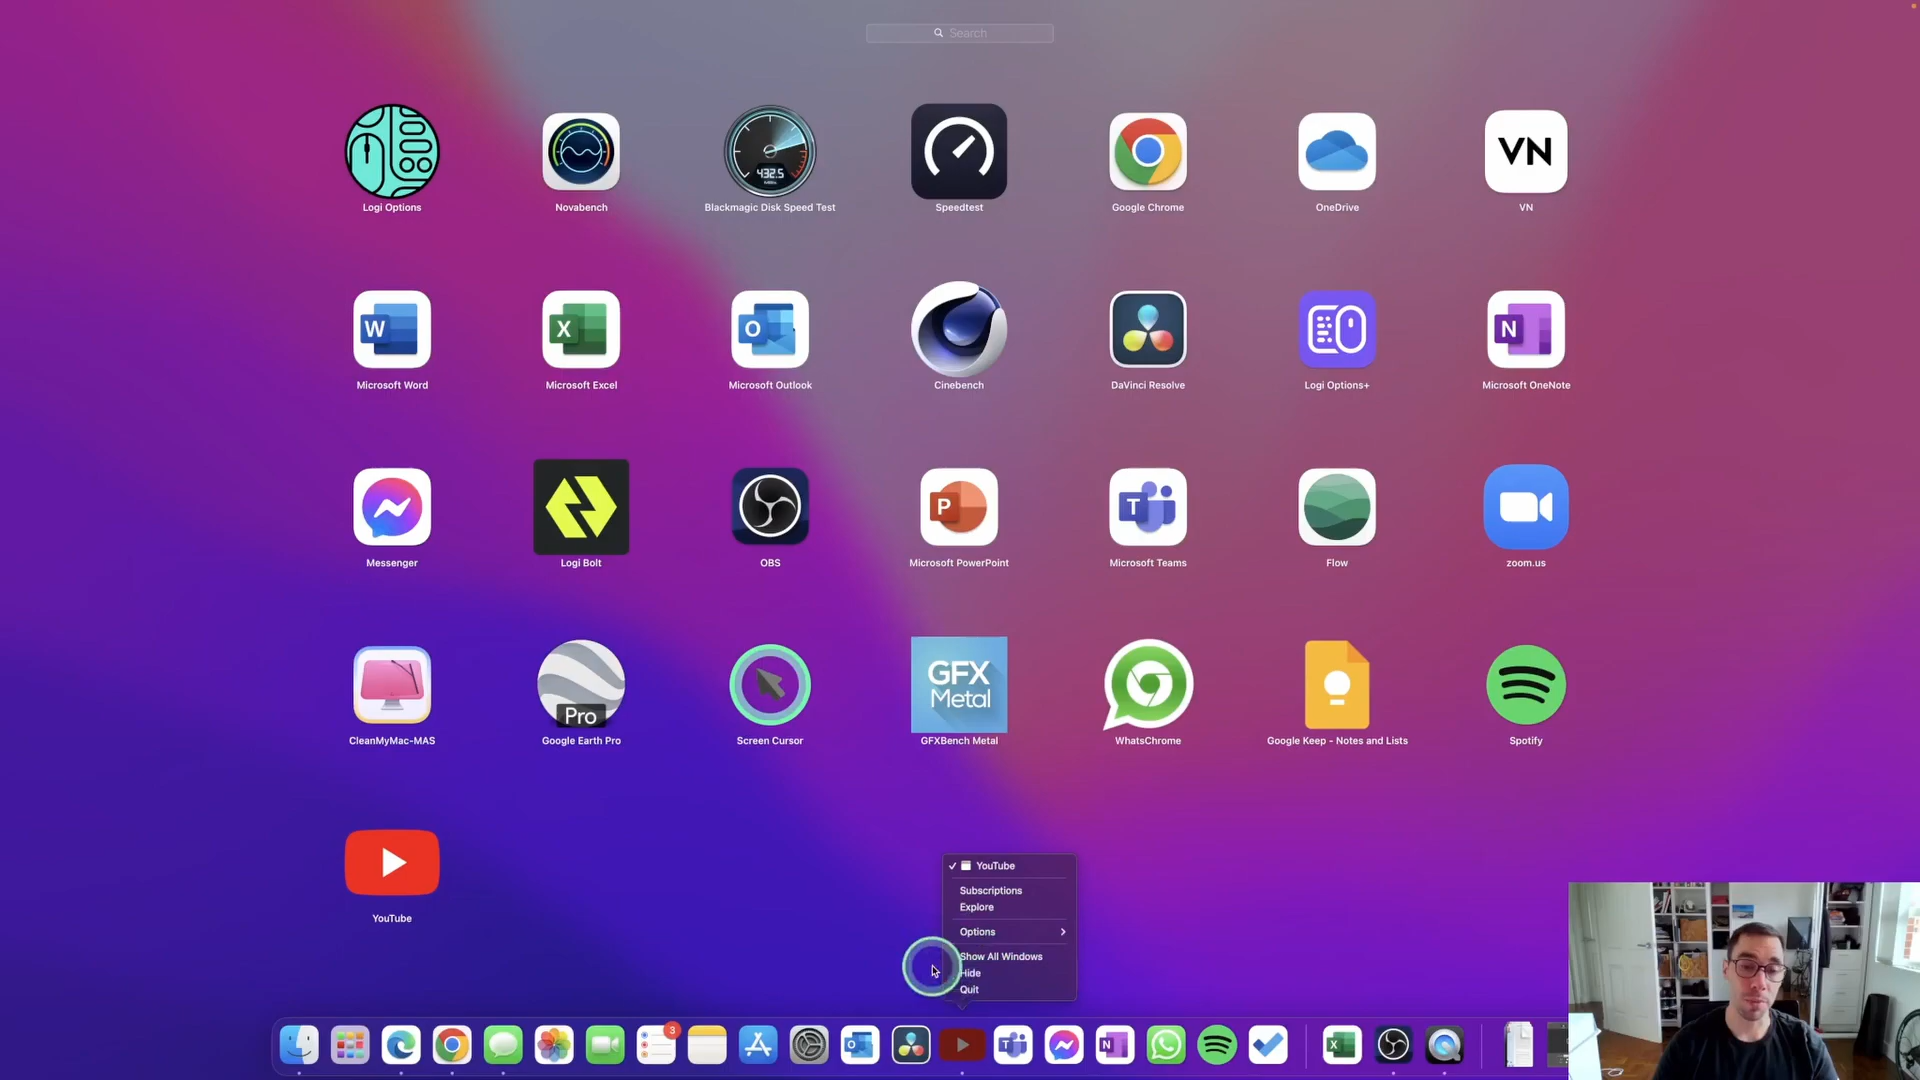 Search
Logi Options
Novabench
432.5
Blackmagic Disk Speed Test
Speedtest
Google Chrome
OneDrive
VN
VN
W
Microsoft Word
X
Microsoft Excel
O
Microsoft Outlook
Cinebench
DaVinci Resolve
Logi Options+
N
Microsoft OneNote
Messenger
Logi Bolt
OBS
P
Microsoft PowerPoint
T
Microsoft Teams
Flow
zoom.us
CleanMyMac-MAS
Pro
Google Earth Pro
Screen Cursor
GFX
Metal
GFXBench Metal
WhatsChrome
Google Keep - Notes and Lists
Spotify
YouTube
YouTube
Subscriptions
Explore
Options
Show All Windows
Hide
Quit
3
O
T
N
X